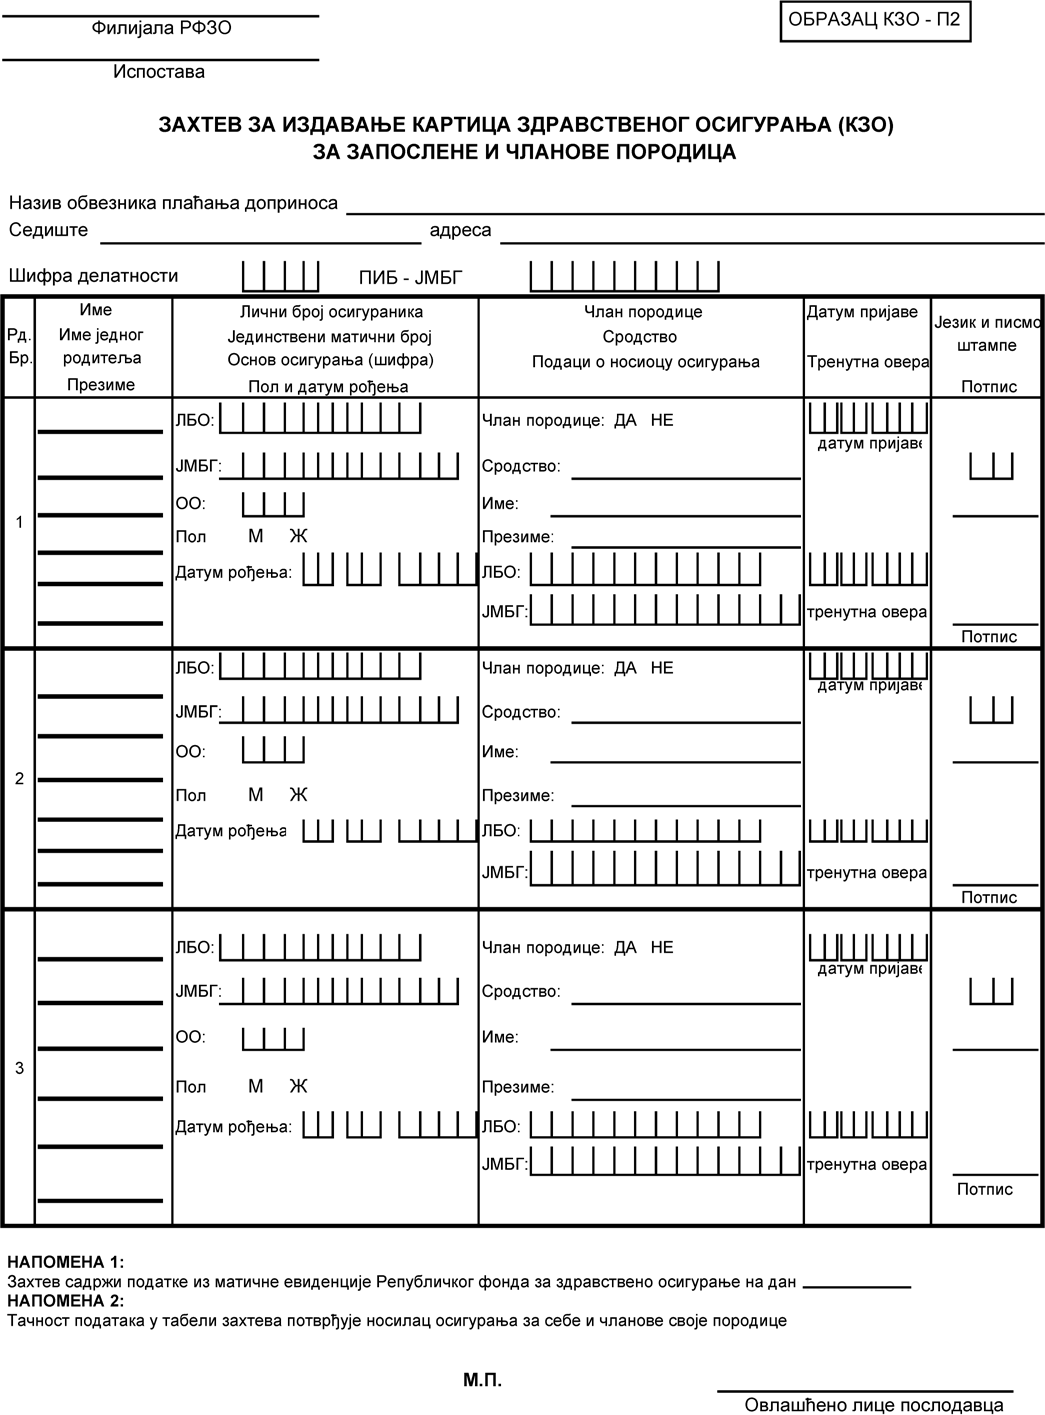 Филијала РФЗО
ОБРАЗАЦ КЗО - П2
Испостава
ЗАХТЕВ ЗА ИЗДАВАЊЕ КАРТИЦА ЗДРАВСТВЕНОГ ОСИГУРАЊА (КЗО)
ЗА ЗАПОСЛЕНЕ И ЧЛАНОВЕ ПОРОДИЦА
Назив обвезника плаћања доприноса
Седиште адреса
Шифра делатности ПИБ - ЈМБГ
Рд.
Бр.
Име
Име једног
родитеља
Презиме
Лични број осигураника
Јединствени матични број
Основ осигурања (шифра)
Пол и датум рођења
Члан породице
Сродство
Подаци о носиоцу осигурања
Датум пријаве
Тренутна овера
Језик и писмо
штампе
Потпис
1
ЛБО:
ЈМБГ:
ОО:
Пол М Ж
Датум рођења:
Члан породице: ДА НЕ
Сродство:
Име:
Презиме:
ЛБО:
ЈМБГ:
датум пријаве
тренутна овера
Потпис
2
ЛБО:
ЈМБГ:
ОО:
Пол М Ж
Датум рођења
Члан породице: ДА НЕ
Сродство:
Име:
Презиме:
ЛБО:
ЈМБГ:
датум пријаве
тренутна овера
Потпис
3
ЛБО:
ЈМБГ:
ОО:
Пол М Ж
Датум рођења:
Члан породице: ДА НЕ
Сродство:
Име:
Презиме:
ЛБО:
ЈМБГ:
датум пријаве
тренутна овера
Потпис
НАПОМЕНА 1:
Захтев садржи податке из матичне евиденције Републичког фонда за здравствено осигурање на дан
НАПОМЕНА 2:
Тачност података у табели захтева потврђује носилац осигурања за себе и чланове своје породице
М.П.
Овлашћено лице послодавца